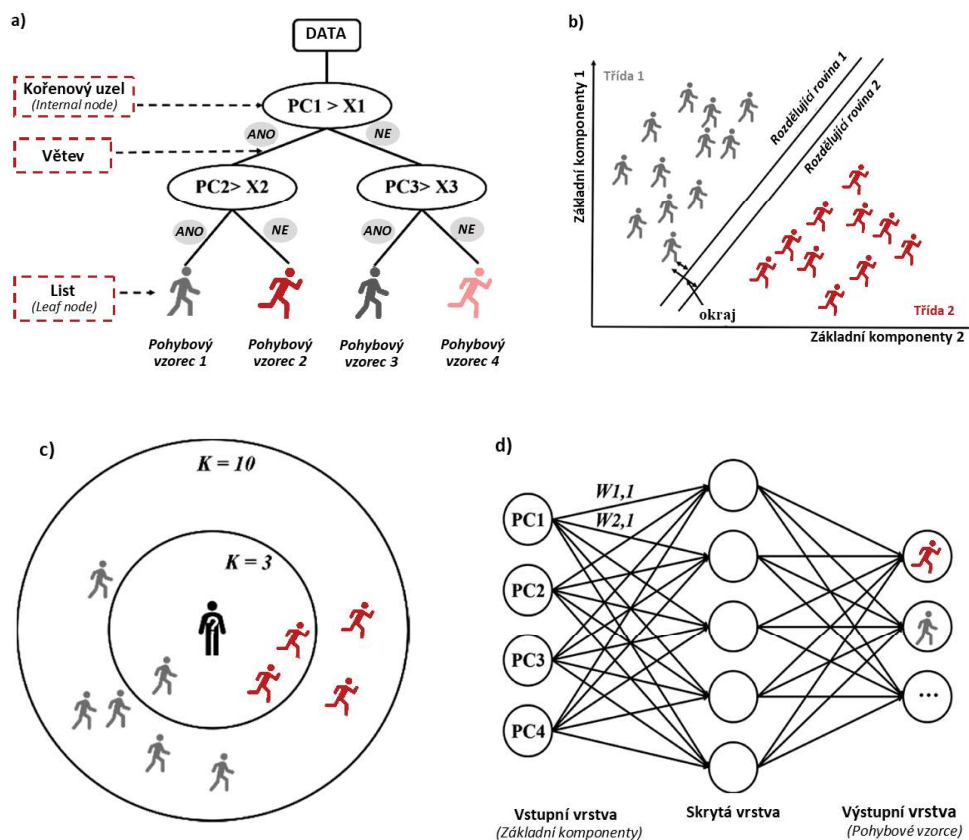 a)
DATA
Kořenový uzel
(Internal node)
PC1 > X1
ANO
NE
Větev
PC2> X2
PC3> X3
ANO
NE
ANO
NE
List
(Leaf node)
Pohybový
vzorec 1
Pohybový
vzorec 2
Pohybový
vzorec 3
Pohybový
vzorec 4
b)
Základní komponenty 1
Třída 1
Rozdělující rovina 1
Rozdělující rovina 2
okraj
Třída 2
Základní komponenty 2
c)
K = 10
K = 3
?
d)
W1,1
W2,1
PC1
PC2
PC3
PC4
...
Vstupní vrstva
(Základní komponenty)
Skrytá vrstva
Výstupní vrstva
(Pohybové vzorce)